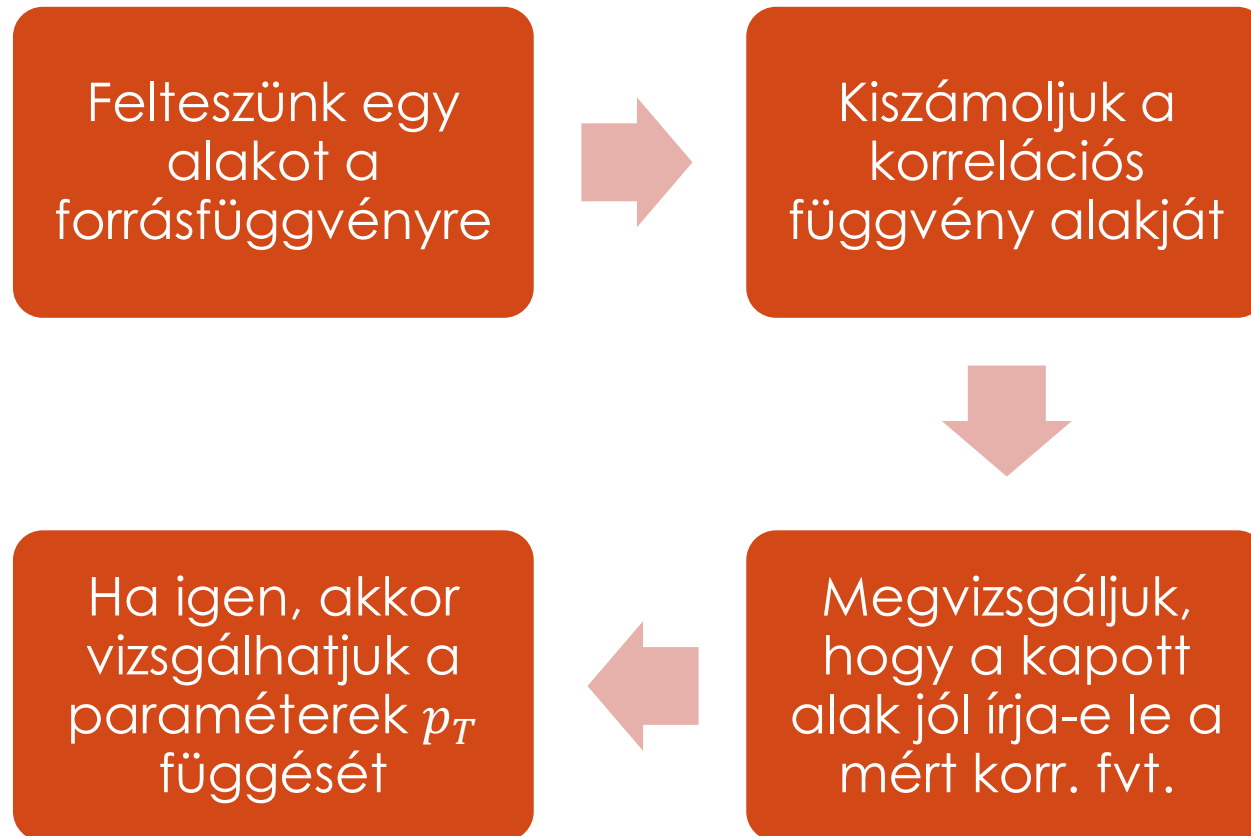 Felteszünk egy
alakot a
forrásfüggvényre
Kiszámoljuk a
korrelációs
függvény alakját
Megvizsgáljuk,
hogy a kapott
alak jól írja-e le a
mért korr. fvt.
Ha igen, akkor
vizsgálhatjuk a
paraméterek p_T
függését